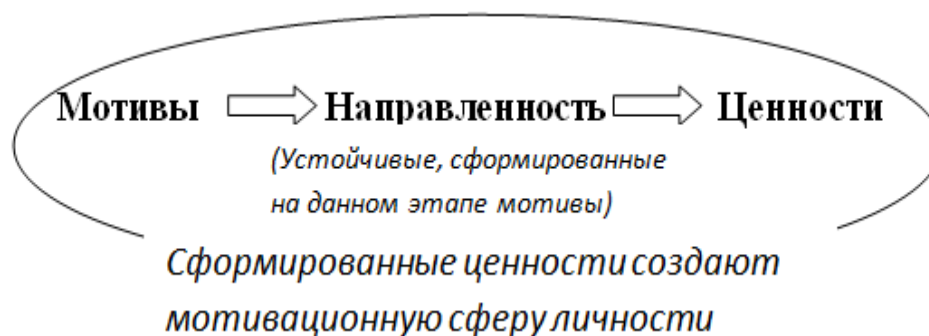 Мотивы Направленность Ценности
(Устойчивые, сформированные
на данном этапе мотивы)
Сформированные ценности создают
мотивационную сферу личности